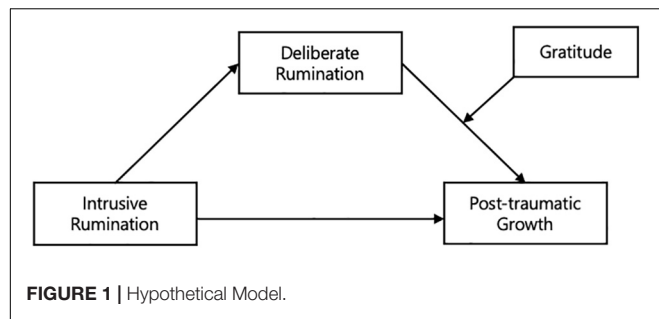 Deliberate
Rumination
Gratitude
Intrusive
Rumination
Post-traumatic
Growth
FIGURE 1 | Hypothetical Model.